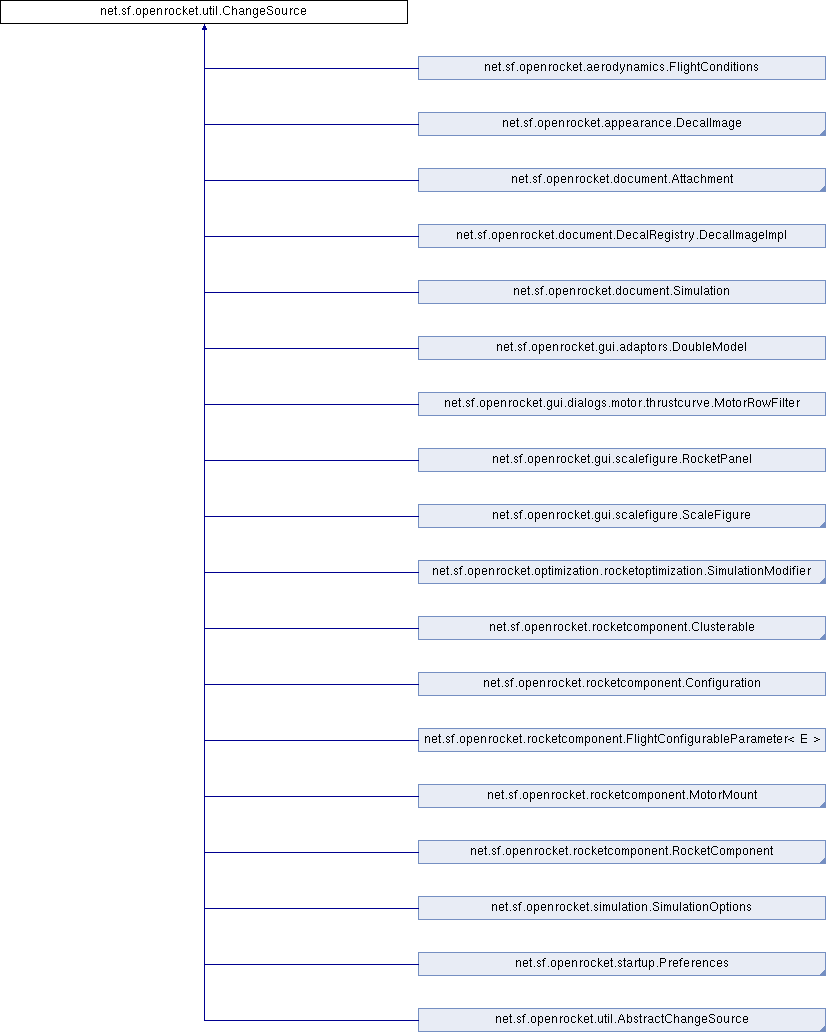 net.sf.openrocket.util.ChangeSource
net.sf.openrocket.aerodynamics.FlightConditions
net.sf.openrocket.appearance.DecalImage
net.sf.openrocket.document.Attachment
net.sf.openrocket.document.DecalRegistry.DecalImageImpl
net.sf.openrocket.document.Simulation
net.sf.openrocket.gui.adaptors.DoubleModel
net.sf.openrocket.gui.dialogs.motor.thrustcurve.MotorRowFilter
net.sf.openrocket.gui.scalefigure.RocketPanel
net.sf.openrocket.gui.scalefigure.ScaleFigure
net.sf.openrocket.optimization.rocketoptimization.SimulationModifier
net.sf.openrocket.rocketcomponent.Clusterable
net.sf.openrocket.rocketcomponent.Configuration
net.sf.openrocket.rocketcomponent.FlightConfigurableParameter< E >
net.sf.openrocket.rocketcomponent.MotorMount
net.sf.openrocket.rocketcomponent.RocketComponent
net.sf.openrocket.simulation.SimulationOptions
net.sf.openrocket.startup.Preferences
net.sf.openrocket.util.AbstractChangeSource